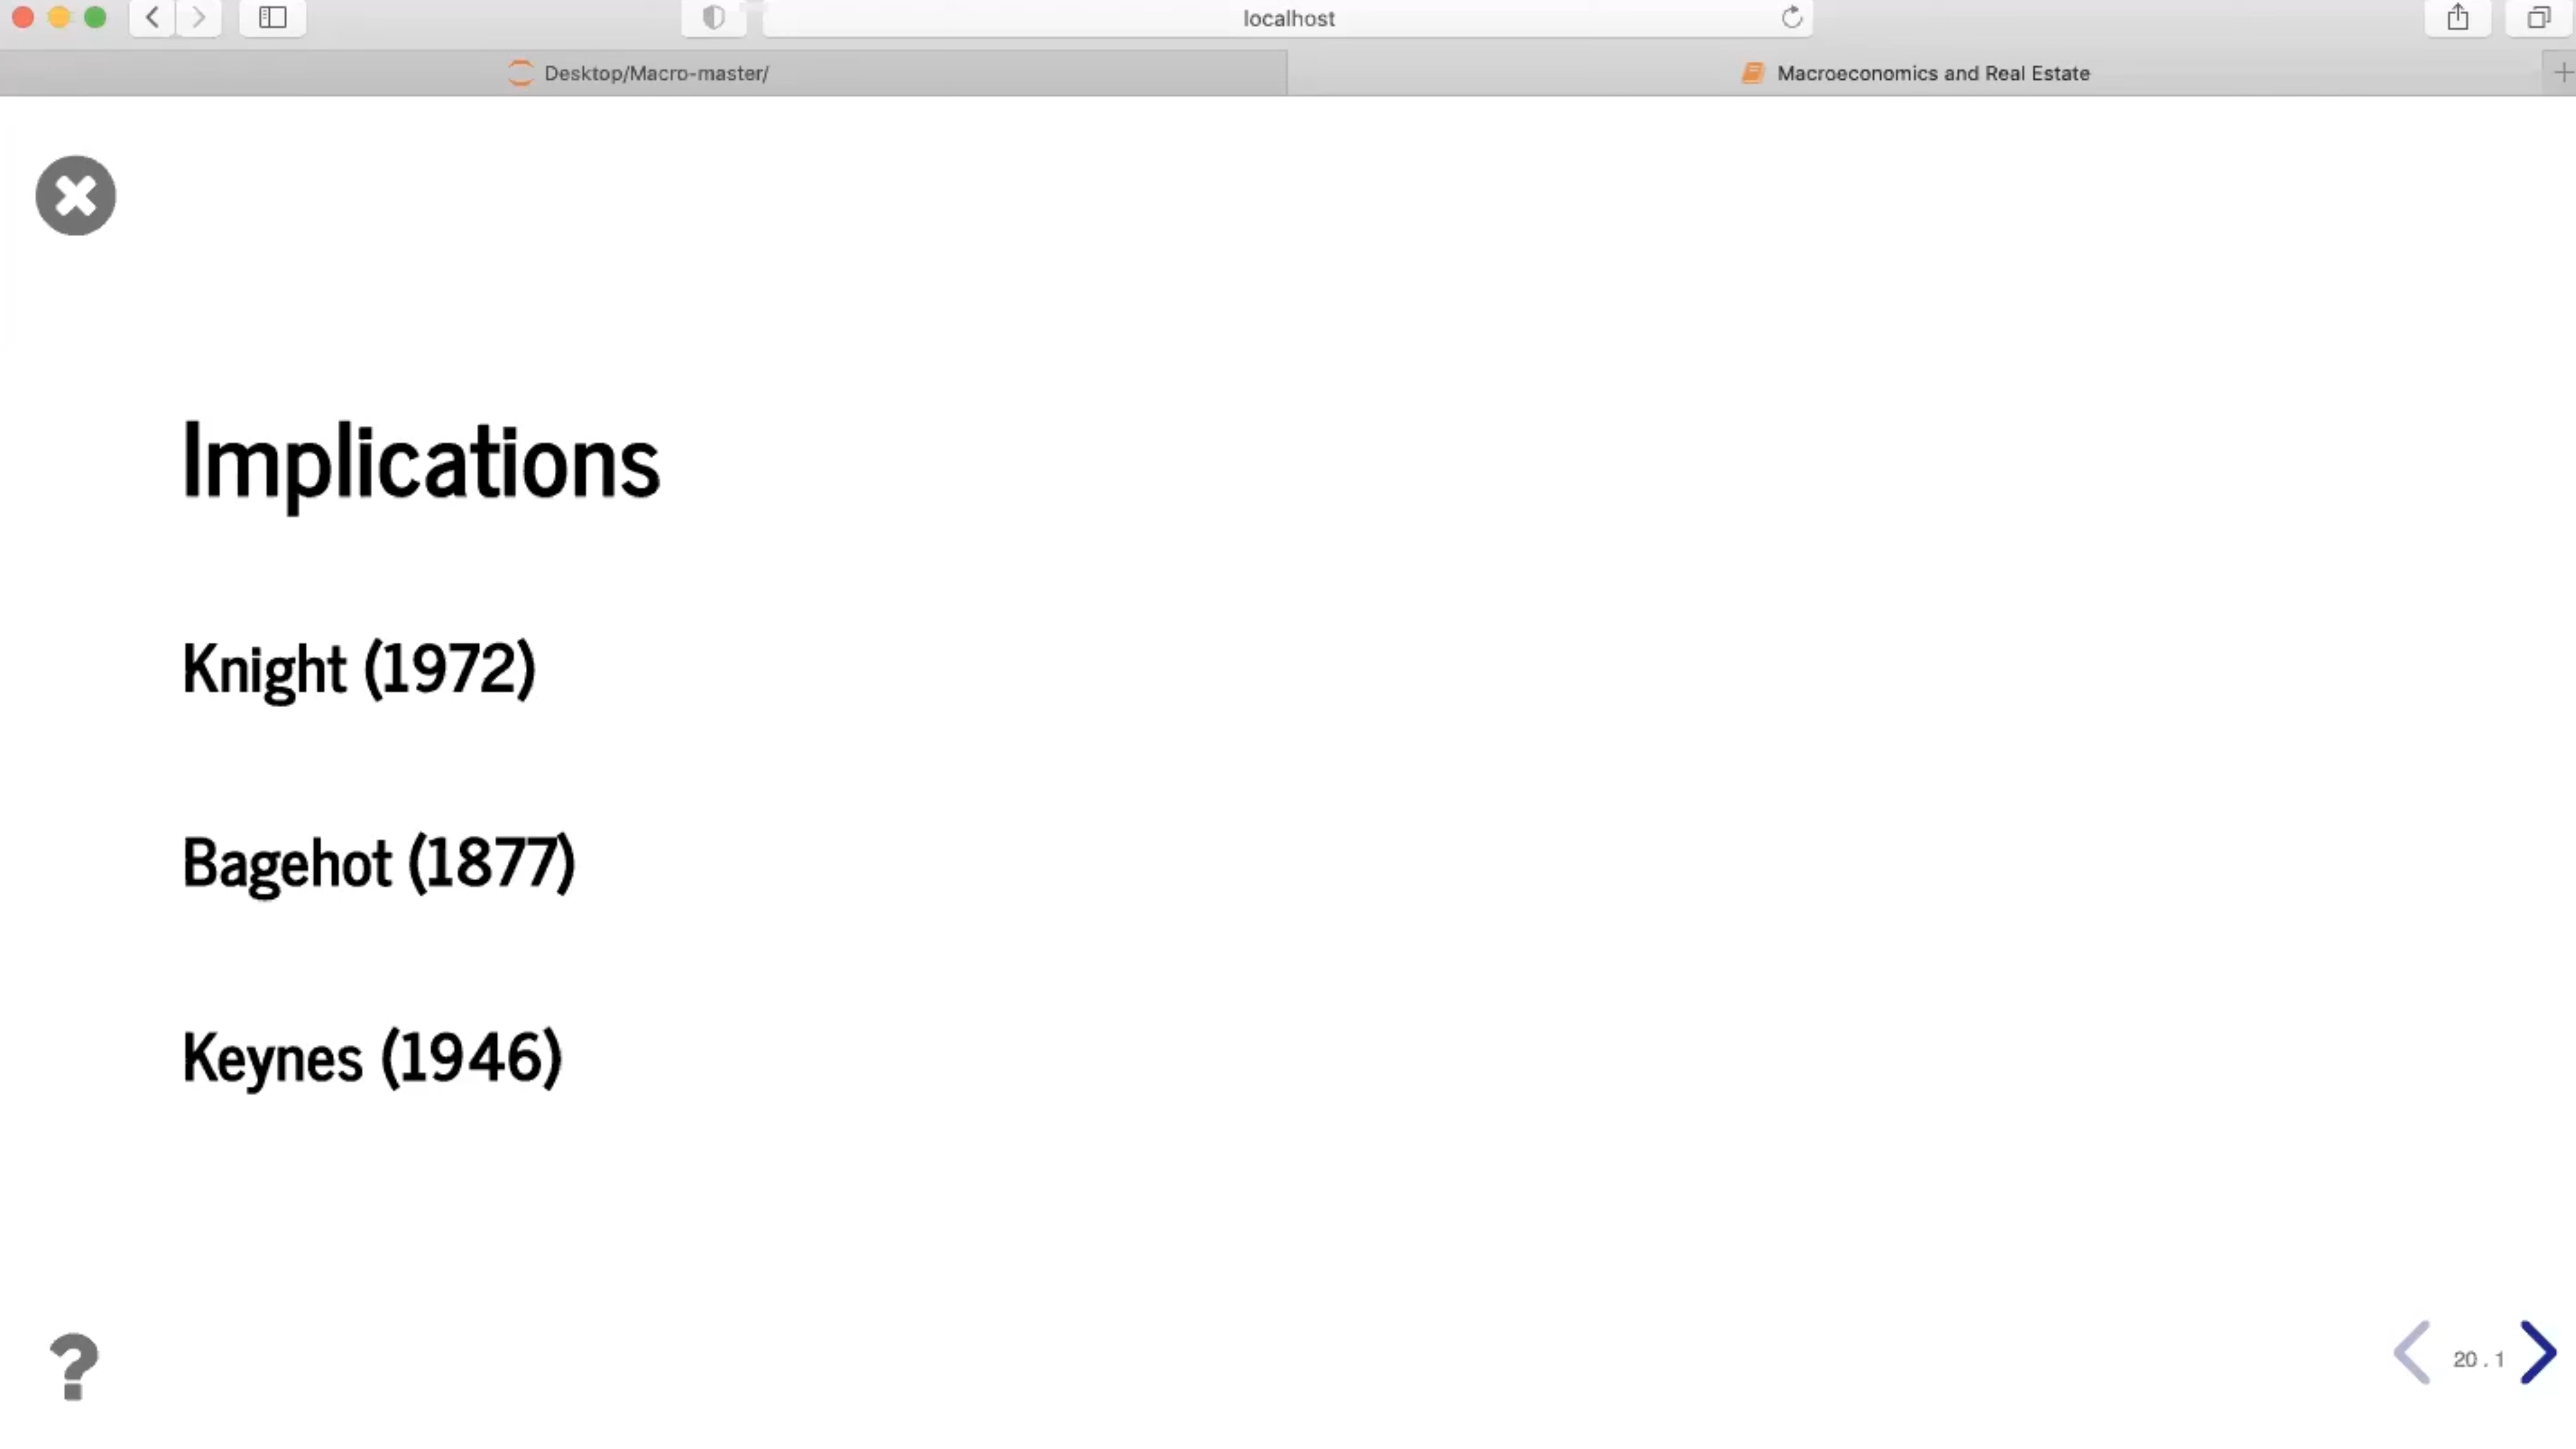 localhost
Desktop/Macro-master/
Macroeconomics and Real Estate
Implications
Knight (1972)
Bagehot (1877)
Keynes (1946)
?
20 . 1